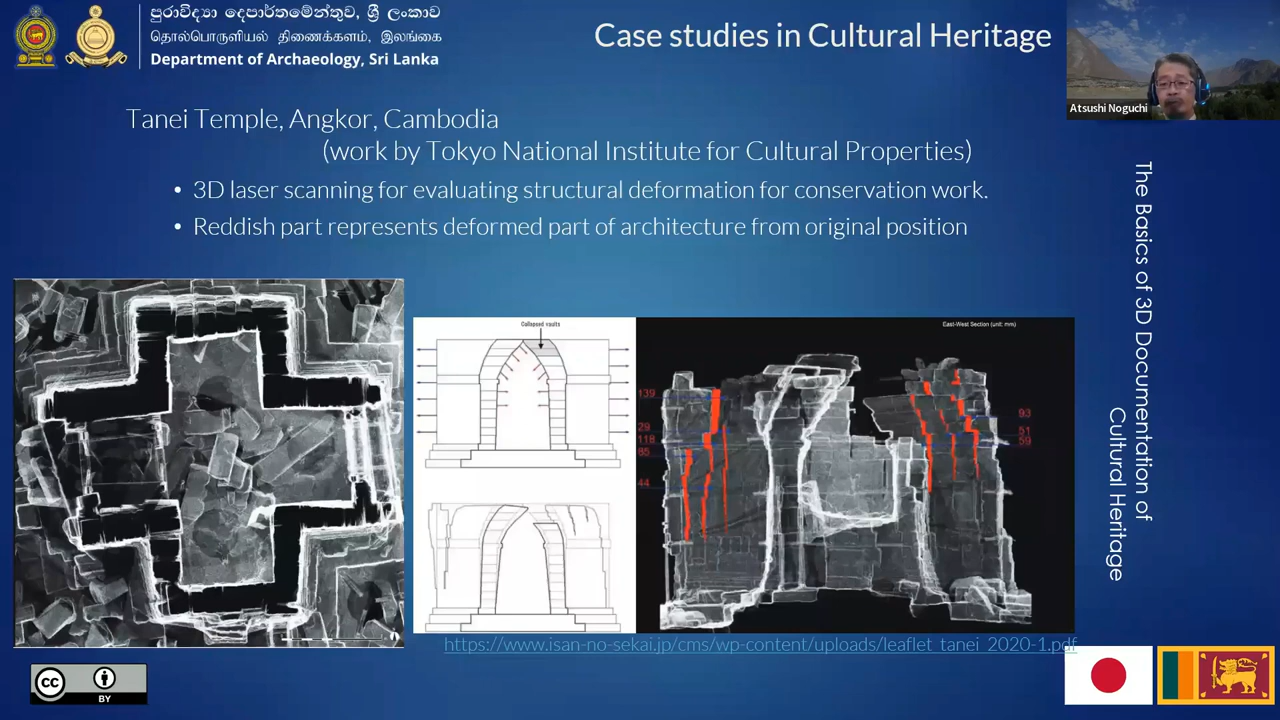 පුරාවිද්‍යා දෙපාර්තමේන්තුව, ශ්‍රී ලංකාව
தொல்பொருளியல் திணைக்களம், இலங்கை
Department of Archaeology, Sri Lanka
Case studies in Cultural Heritage
Atsushi Noguchi
Tanei Temple, Angkor, Cambodia
(work by Tokyo National Institute for Cultural Properties)
• 3D laser scanning for evaluating structural deformation for conservation work.
• Reddish part represents deformed part of architecture from original position
The Basics of 3D Documentation of
Cultural Heritage
Collapsed vaults
East-West Section (unit: mm)
139
29
118
85
44
93
51
59
https://www.isan-no-sekai.jp/cms/wp-content/uploads/leaflet_tanei_2020-1.pdf
cc
BY